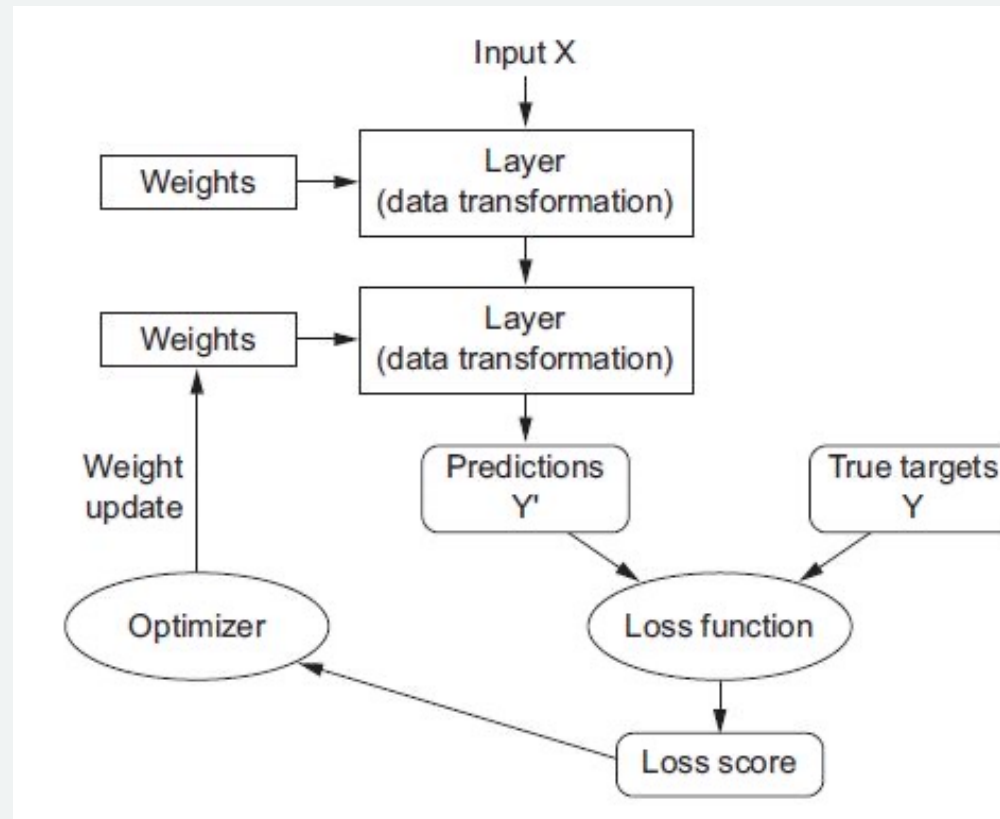 Input X
Weights
Layer
(data transformation)
Weights
Layer
(data transformation)
Weight
update
Predictions
Y'
True targets
Y
Optimizer
Loss function
Loss score